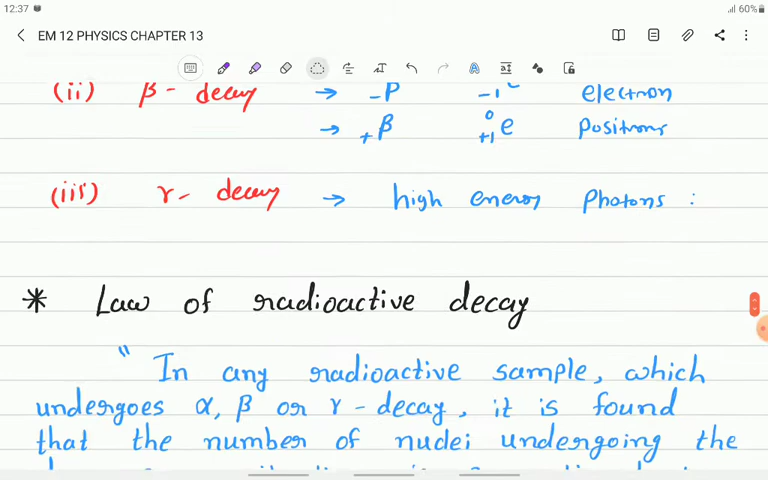 12:37
60%
EM 12 PHYSICS CHAPTER 13
(ii) β - decay → -β -1e electron
→ +β 0 +1 e Positrons
(iii) γ - decay → high energy Photons :
* Law of radioactive decay
" In any radioactive sample, which
undergoes α, β or γ - decay, it is found
that the number of nuclei undergoing the